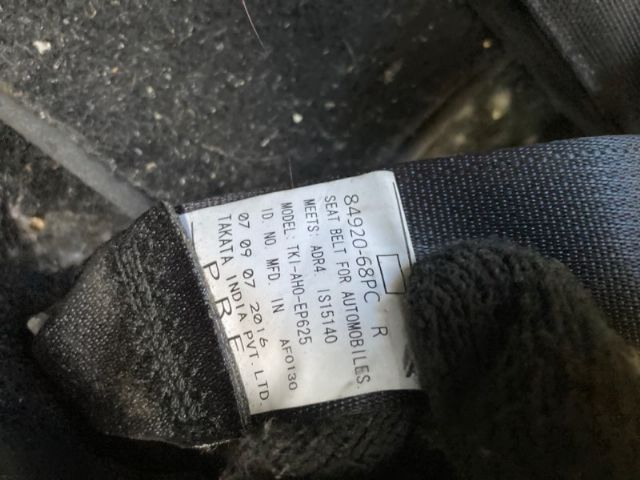 84920-68PC R
SEAT BELT FOR AUTOMOBILES.
MEETS: ADR4, IS15140
MODEL: TKI-AHO-EP625
ID. NO. MFD. IN AF0130
07 09 07 2016
TAKATA INDIA PVT. LTD.
PRE